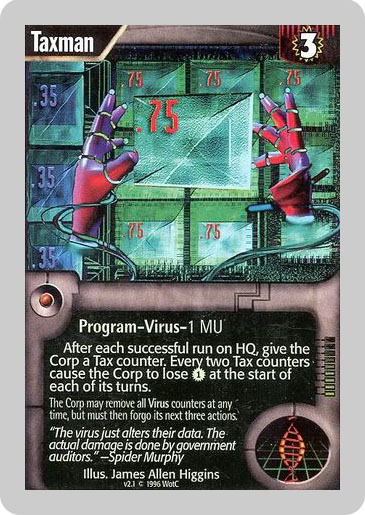 Taxman
3
.35
.75
.75
.75
.35
.35
.75
.75
Program-Virus-1 MU
After each successful run on HQ, give the
Corp a Tax counter. Every two Tax counters
cause the Corp to lose 1 at the start of
each of its turns.
The Corp may remove all Virus counters at any
time, but must then forgo its next three actions.
"The virus just alters their data. The
actual damage is done by government
auditors." —Spider Murphy
Illus. James Allen Higgins
v2.1 © 1996 WotC